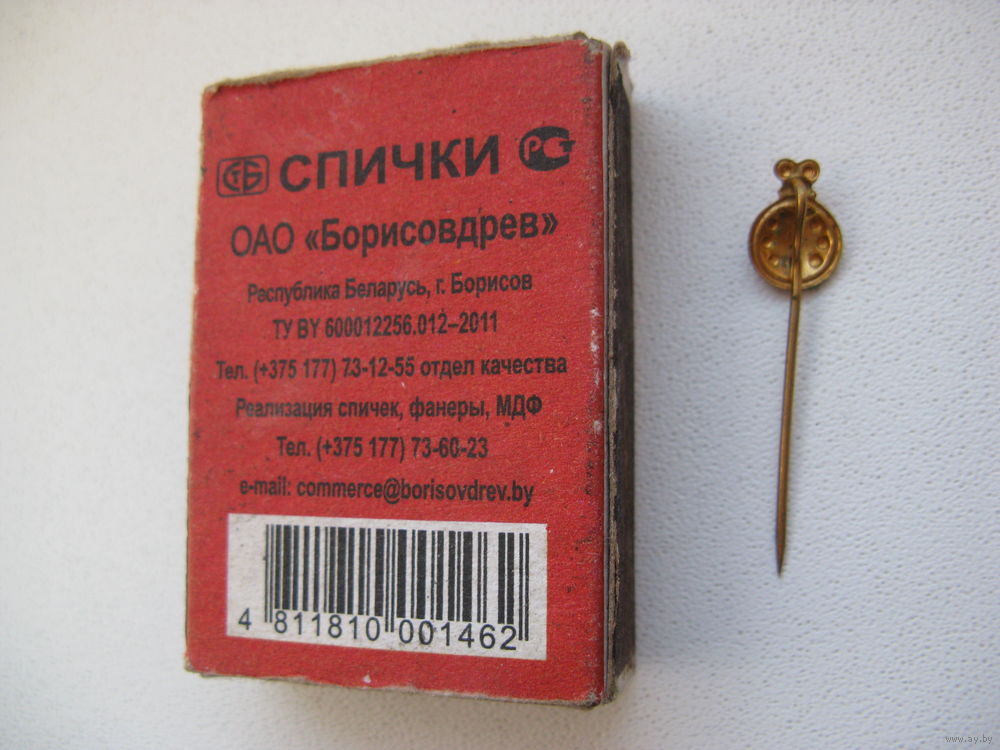 СТБ СПИЧКИ РСТ
ОАО «Борисовдрев»
Республика Беларусь, г. Борисов
ТУ BY 600012256.012–2011
Тел. (+375 177) 73-12-55 отдел качества
Реализация спичек, фанеры, МДФ
Тел. (+375 177) 73-60-23
e-mail: commerce@borisovdrev.by
4 811810 001462
www.ay.by